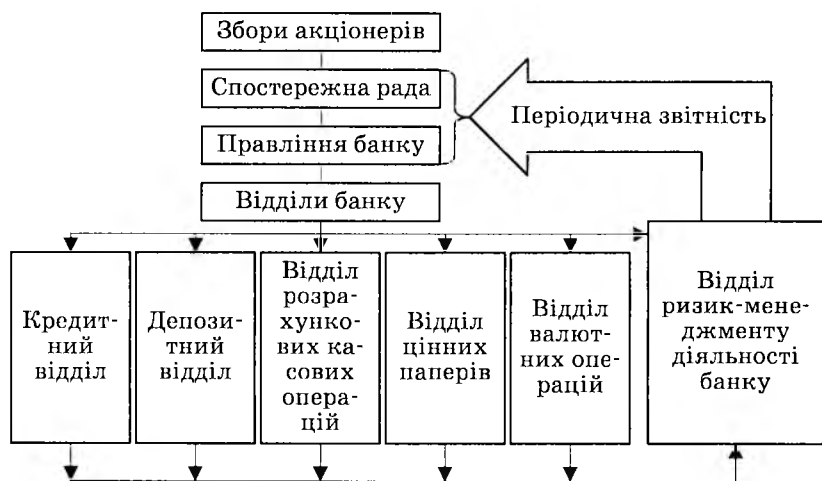 Збори акціонерів
Спостережна рада
Періодична звітність
Правління банку
Відділи банку
Кредит-
ний
відділ
Депози-
тний
відділ
Відділ
розра-
хунко-
вих ка-
сових
опера-
цій
Відділ
цінних
паперів
Відділ
валют-
них опе-
рацій
Відділ
ризик-мене-
джменту
діяльності
банку